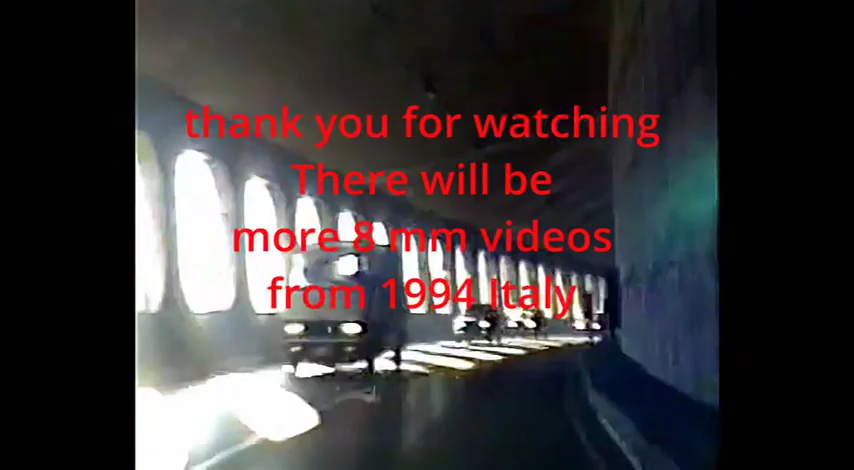 thank you for watching
There will be
more 8 mm videos
from 1994 Italy